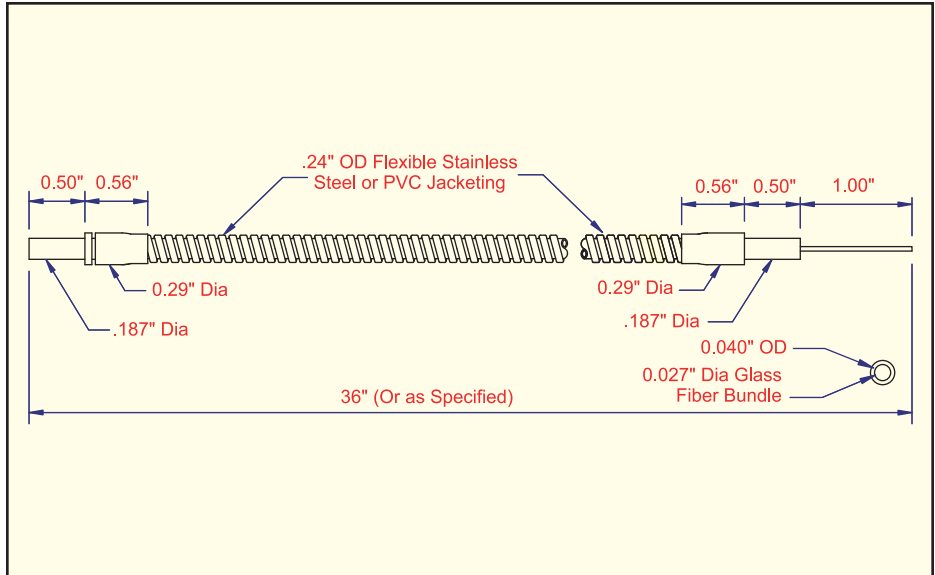 .24" OD Flexible Stainless
Steel or PVC Jacketing
0.50"
0.56"
0.56"
0.50"
1.00"
0.29" Dia
.187" Dia
0.29" Dia
.187" Dia
0.040" OD
0.027" Dia Glass
Fiber Bundle
36" (Or as Specified)